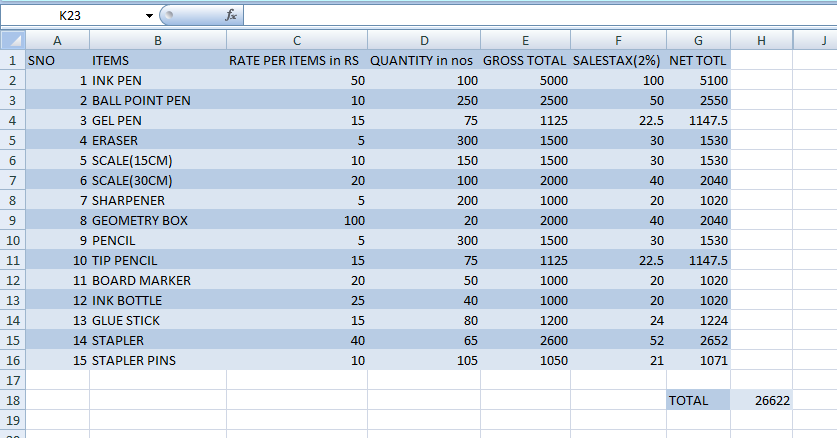 K23 fx
A B C D E F G H J
1 SNO ITEMS RATE PER ITEMS in RS QUANTITY in nos GROSS TOTAL SALESTAX(2%) NET TOTL
2 1 INK PEN 50 100 5000 100 5100
3 2 BALL POINT PEN 10 250 2500 50 2550
4 3 GEL PEN 15 75 1125 22.5 1147.5
5 4 ERASER 5 300 1500 30 1530
6 5 SCALE(15CM) 10 150 1500 30 1530
7 6 SCALE(30CM) 20 100 2000 40 2040
8 7 SHARPENER 5 200 1000 20 1020
9 8 GEOMETRY BOX 100 20 2000 40 2040
10 9 PENCIL 5 300 1500 30 1530
11 10 TIP PENCIL 15 75 1125 22.5 1147.5
12 11 BOARD MARKER 20 50 1000 20 1020
13 12 INK BOTTLE 25 40 1000 20 1020
14 13 GLUE STICK 15 80 1200 24 1224
15 14 STAPLER 40 65 2600 52 2652
16 15 STAPLER PINS 10 105 1050 21 1071
17
18 TOTAL 26622
19